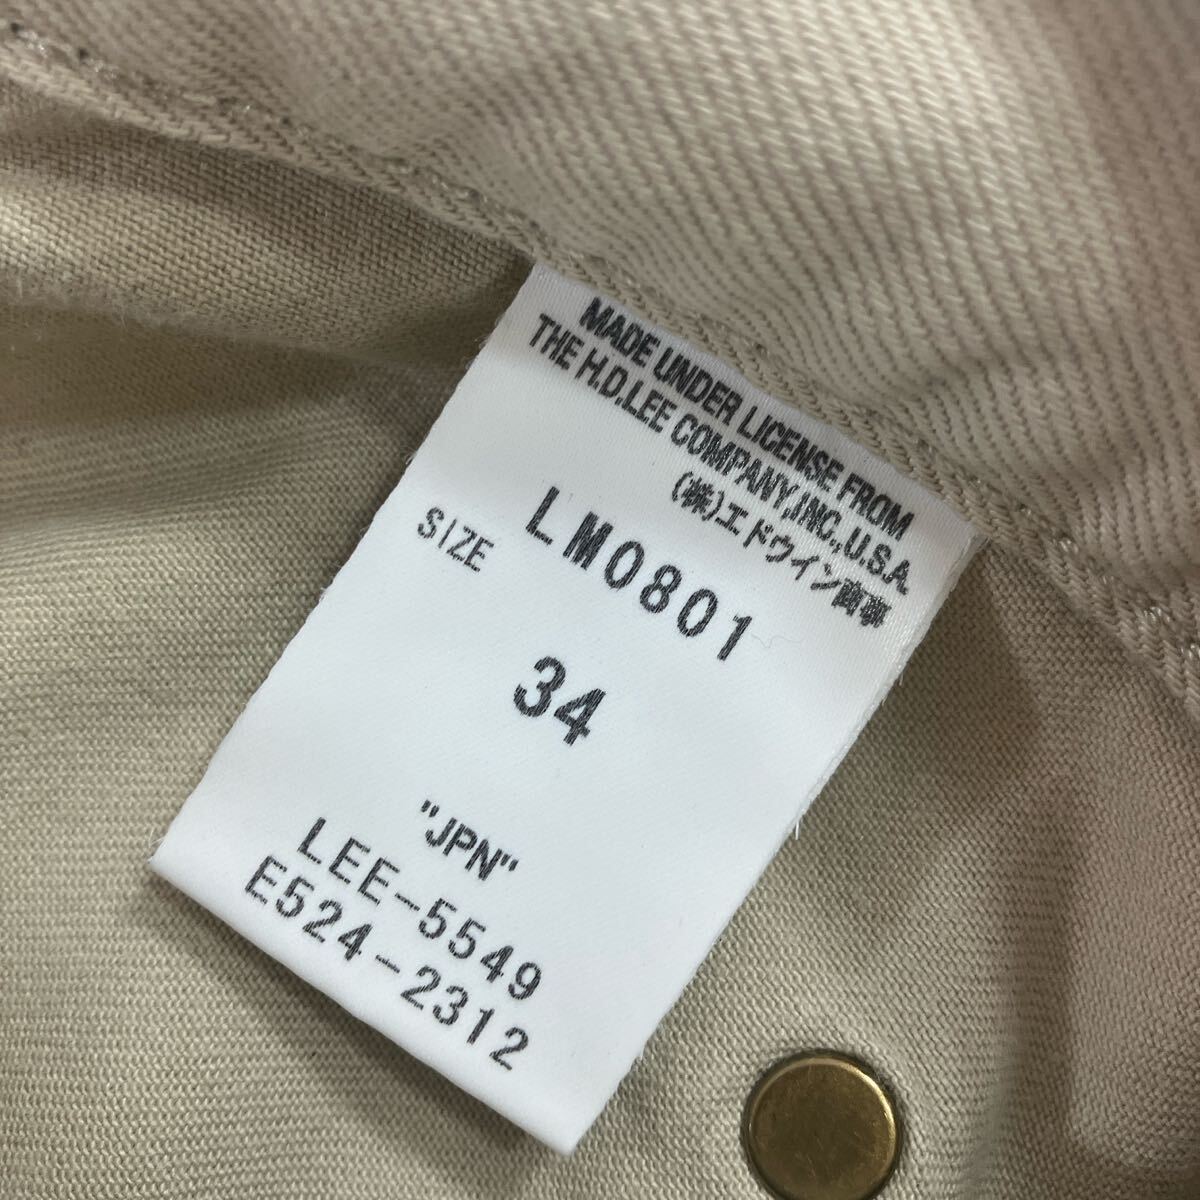 MADE UNDER LICENSE FROM
THE H.D.LEE COMPANY,INC.,U.S.A.
(株)エドウイン商事
LM0801
SIZE
34
"JPN"
LEE-5549
E524-2312